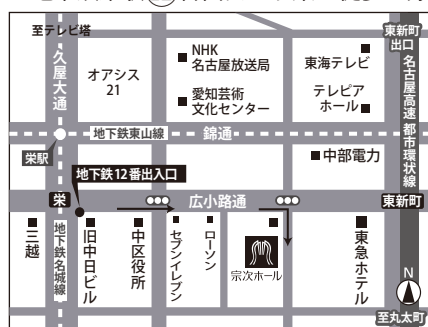 至テレビ塔
久屋大通
オアシス
21
NHK
名古屋放送局
愛知芸術
文化センター
東海テレビ
テレピア
ホール
東新町
出口
名古屋高速 都市環状線
地下鉄東山線
錦通
栄駅
中部電力
地下鉄12番出入口
栄
広小路通
東新町
三越
地下鉄名城線
旧中日ビル
中区役所
セブンイレブン
ローソン
宗次ホール
東急ホテル
N
至丸太町